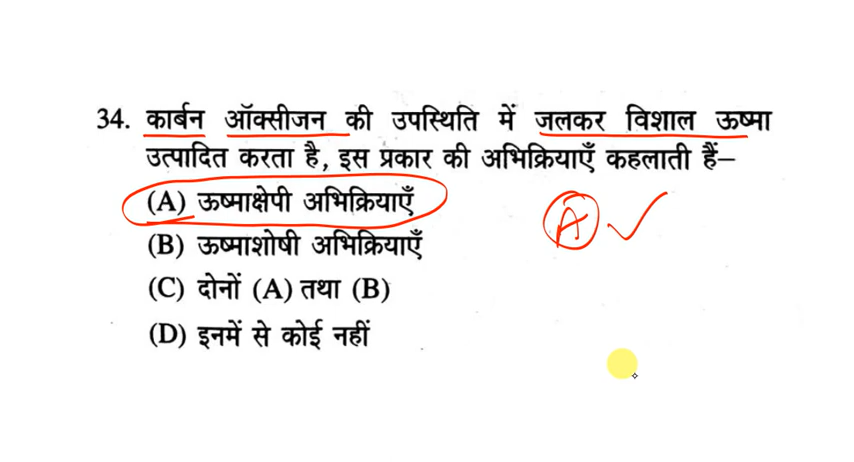 34. कार्बन ऑक्सीजन की उपस्थिति में जलकर विशाल ऊष्मा
उत्पादित करता है, इस प्रकार की अभिक्रियाएँ कहलाती हैं–
(A) ऊष्माक्षेपी अभिक्रियाएँ
A
(B) ऊष्माशोषी अभिक्रियाएँ
(C) दोनों (A) तथा (B)
(D) इनमें से कोई नहीं